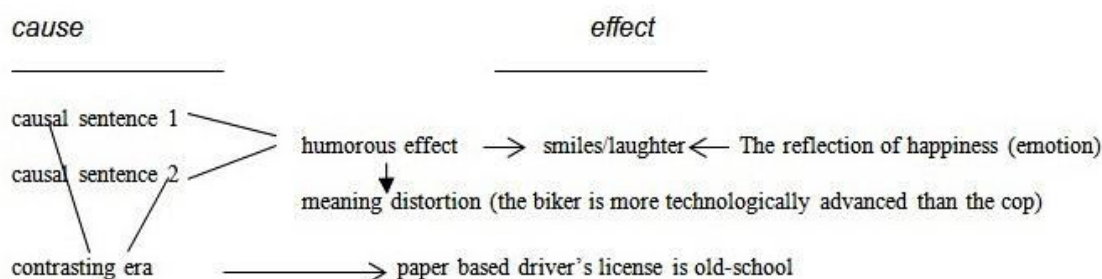 cause effect
causal sentence 1
humorous effect smiles/laughter The reflection of happiness (emotion)
causal sentence 2
meaning distortion (the biker is more technologically advanced than the cop)
contrasting era paper based driver's license is old-school